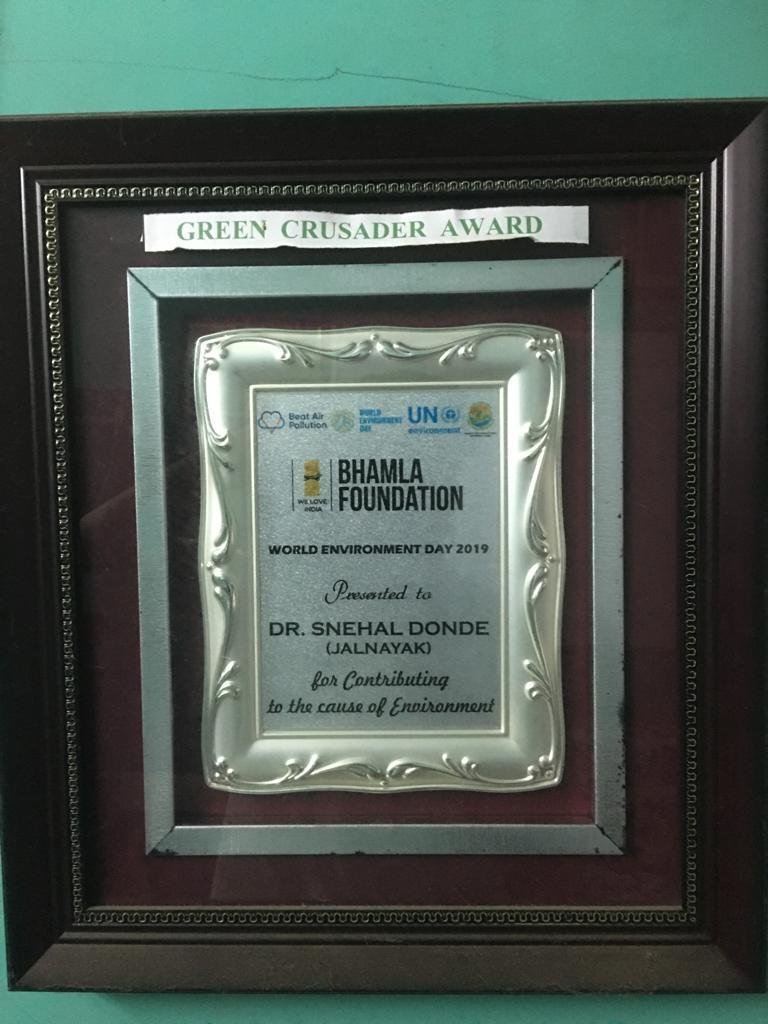 GREEN CRUSADER AWARD
Beat Air
Pollution
WORLD
ENVIRONMENT
DAY
UN
environment
WE LOVE
INDIA
BHAMLA
FOUNDATION
WORLD ENVIRONMENT DAY 2019
Presented to
DR. SNEHAL DONDE
(JALNAYAK)
for Contributing
to the cause of Environment